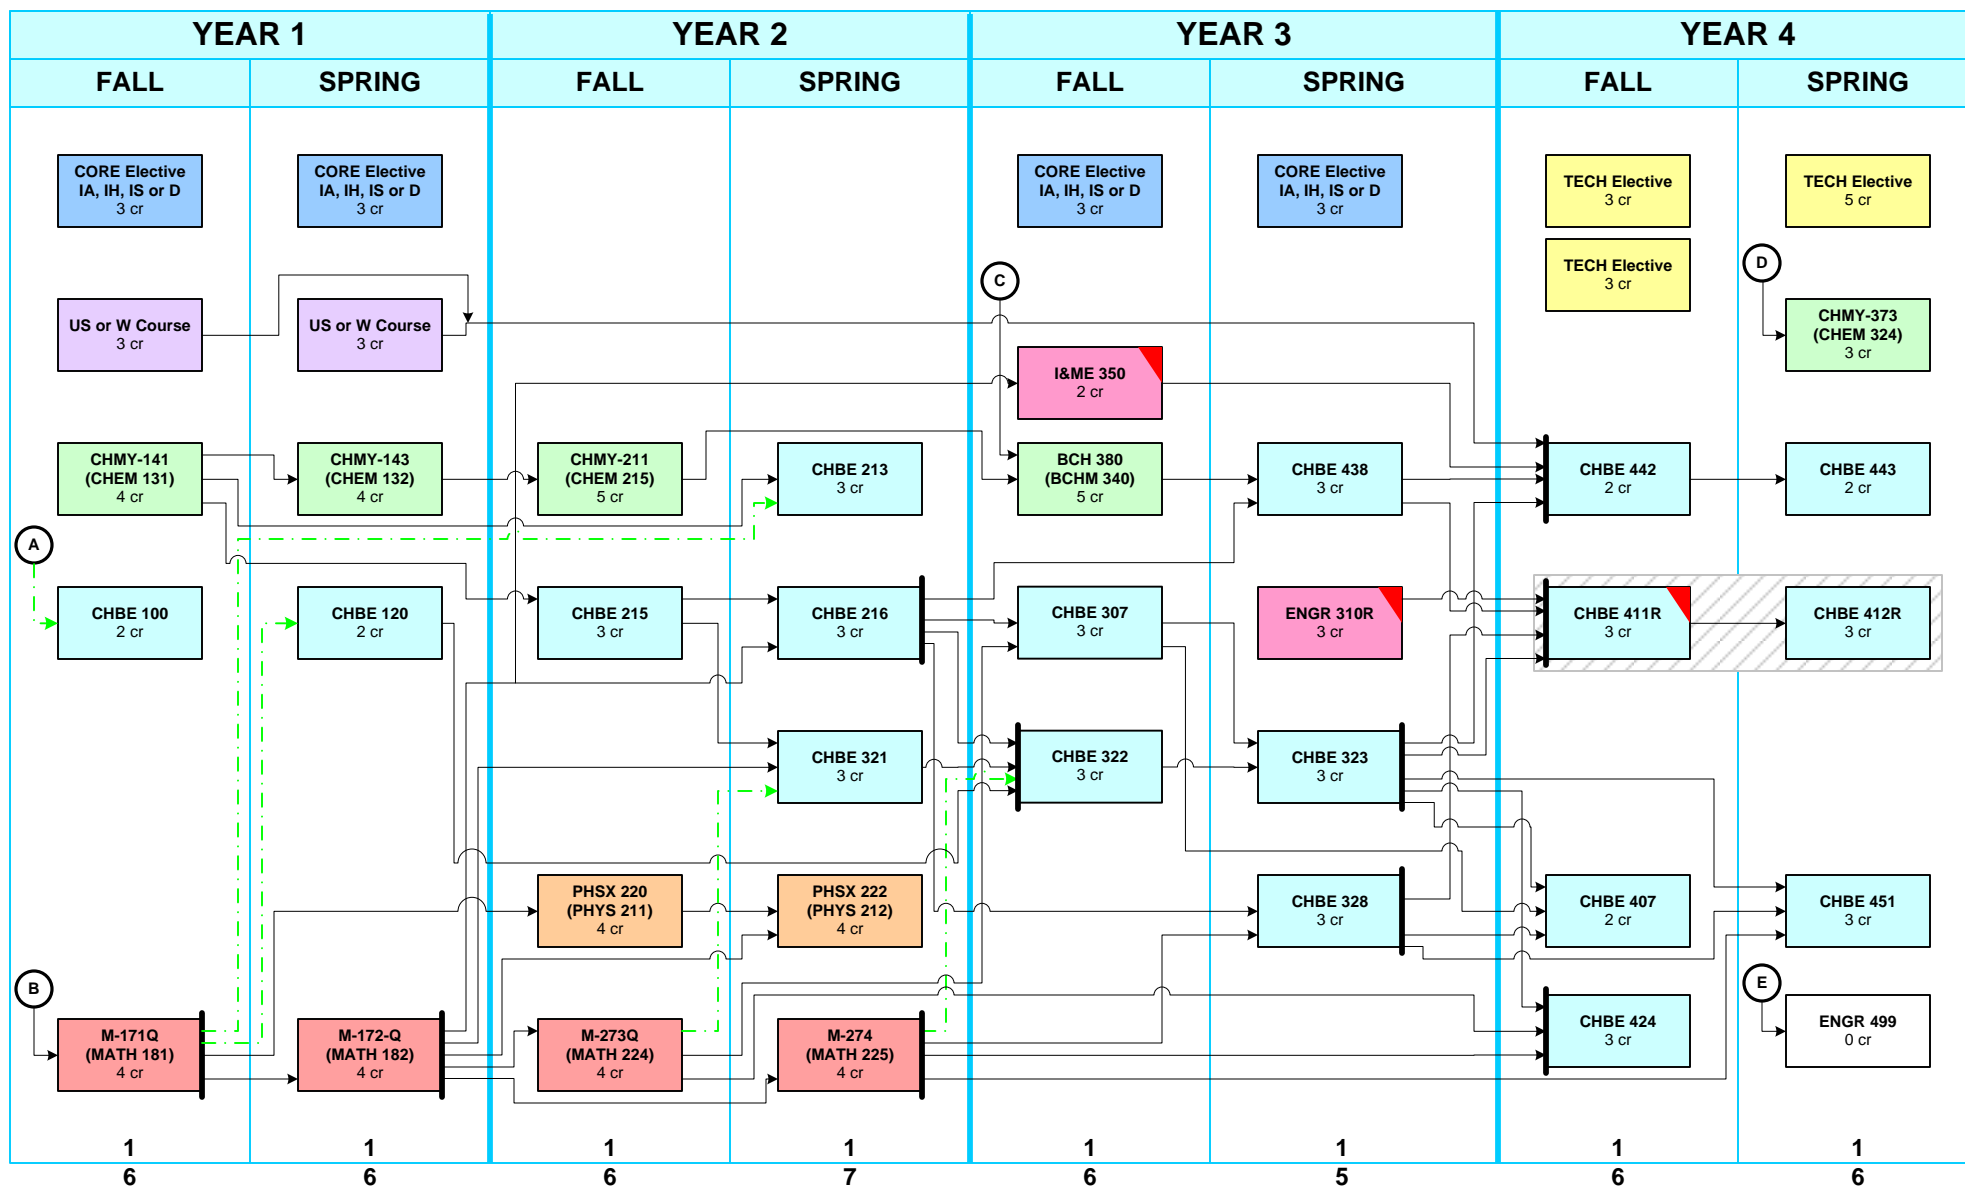 YEAR 1
YEAR 2
YEAR 3
YEAR 4
FALL
SPRING
FALL
SPRING
FALL
SPRING
FALL
SPRING
CORE Elective
IA, IH, IS or D
3 cr
CORE Elective
IA, IH, IS or D
3 cr
CORE Elective
IA, IH, IS or D
3 cr
CORE Elective
IA, IH, IS or D
3 cr
TECH Elective
3 cr
TECH Elective
5 cr
TECH Elective
3 cr
C
D
US or W Course
3 cr
US or W Course
3 cr
CHMY-373
(CHEM 324)
3 cr
I&ME 350
2 cr
CHMY-141
(CHEM 131)
4 cr
CHMY-143
(CHEM 132)
4 cr
CHMY-211
(CHEM 215)
5 cr
CHBE 213
3 cr
BCH 380
(BCHM 340)
5 cr
CHBE 438
3 cr
CHBE 442
2 cr
CHBE 443
2 cr
A
CHBE 100
2 cr
CHBE 120
2 cr
CHBE 215
3 cr
CHBE 216
3 cr
CHBE 307
3 cr
ENGR 310R
3 cr
CHBE 411R
3 cr
CHBE 412R
3 cr
CHBE 321
3 cr
CHBE 322
3 cr
CHBE 323
3 cr
PHSX 220
(PHYS 211)
4 cr
PHSX 222
(PHYS 212)
4 cr
CHBE 328
3 cr
CHBE 407
2 cr
CHBE 451
3 cr
B
E
M-171Q
(MATH 181)
4 cr
M-172-Q
(MATH 182)
4 cr
M-273Q
(MATH 224)
4 cr
M-274
(MATH 225)
4 cr
CHBE 424
3 cr
ENGR 499
0 cr
1
6
1
6
1
6
1
7
1
6
1
5
1
6
1
6